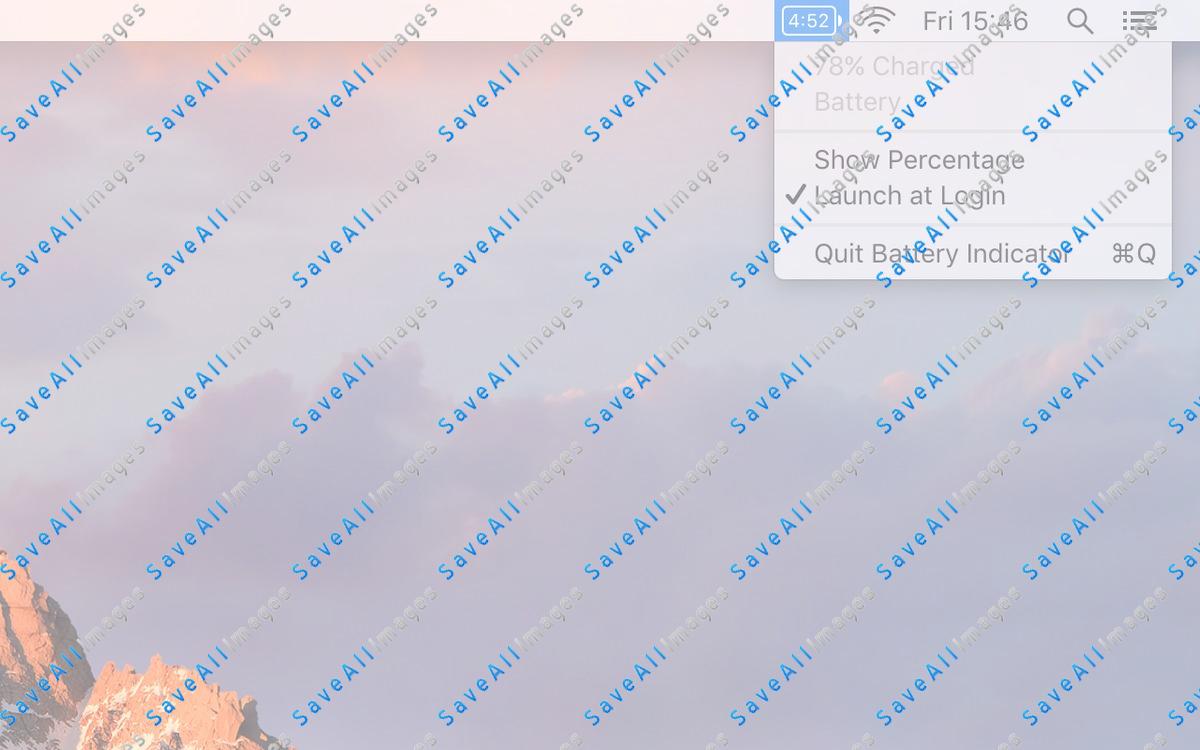 4:52 Fri 15:46
78% Charged
Battery
Show Percentage
✓ Launch at Login
Quit Battery Indicator ⌘Q
SaveAllImages